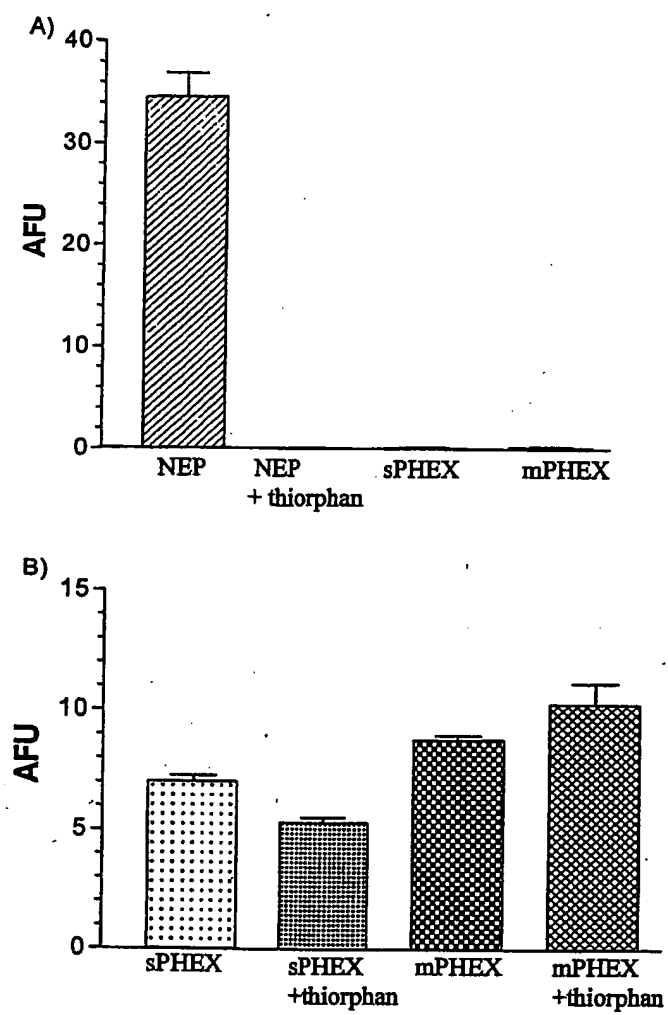 A)
40
30
20
10
0
AFU
NEP NEP sPHEX mPHEX
+ thiorphan
B)
15
10
5
0
AFU
sPHEX sPHEX mPHEX mPHEX
+thiorphan +thiorphan